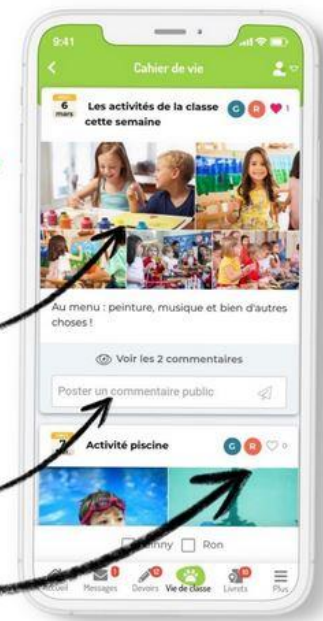 9:41
Cahier de vie
6
mars
Les activités de la classe
cette semaine
G R 1
Au menu : peinture, musique et bien d'autres
choses !
Voir les 2 commentaires
Poster un commentaire public
Activité piscine
G R 0
Ron
Accueil Messages Devoirs Vie de classe Livrets Plus